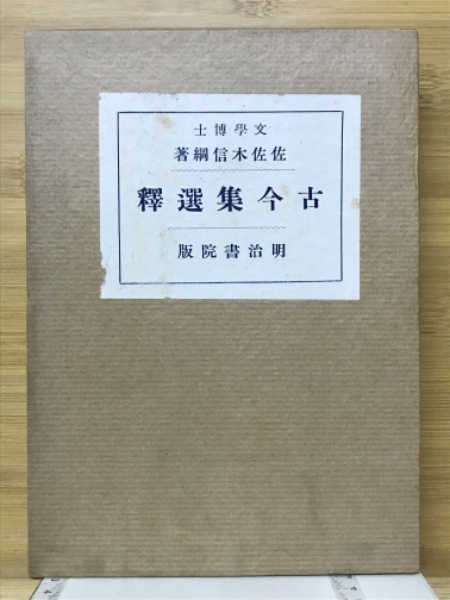 文學博士
佐佐木信綱著
古今集選釋
明治書院版